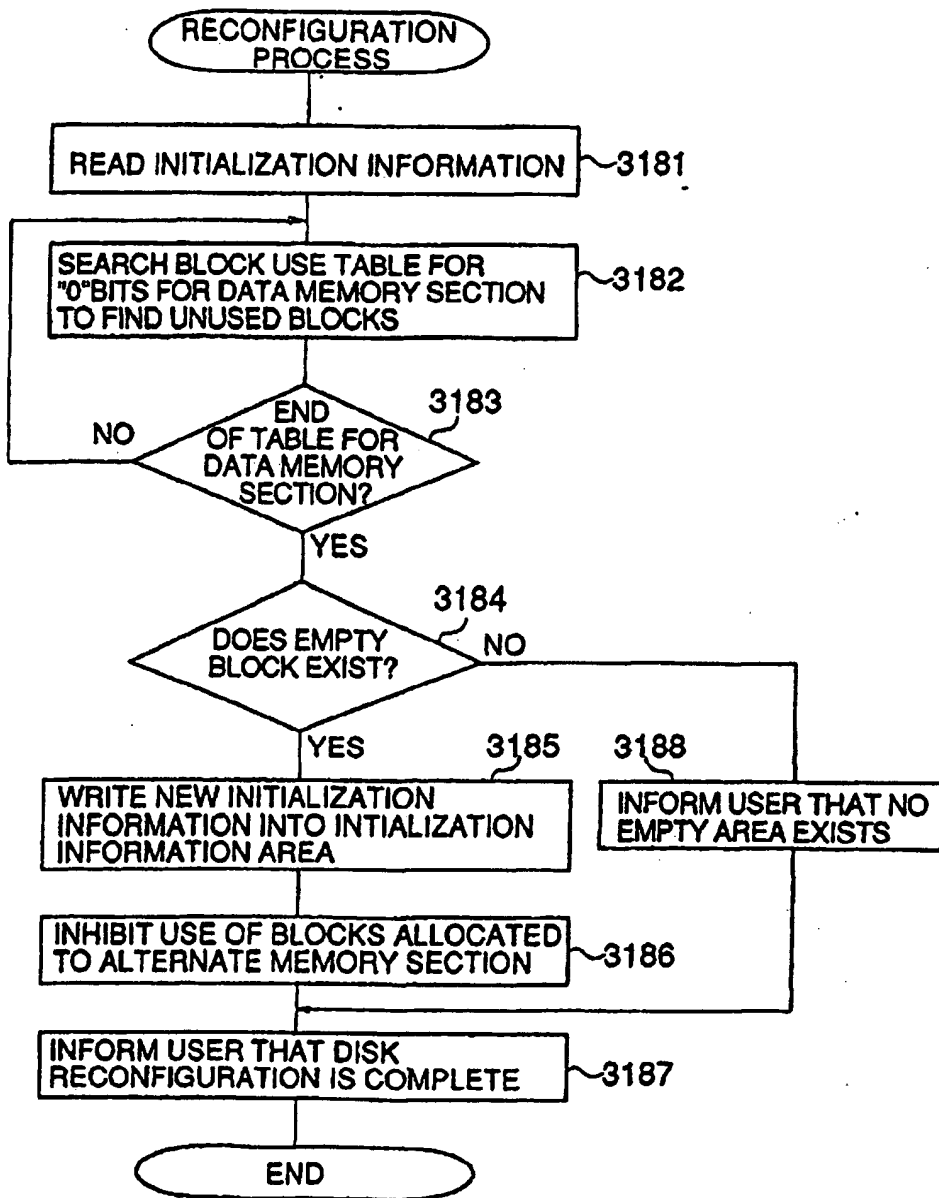 RECONFIGURATION
PROCESS
READ INITIALIZATION INFORMATION
3181
SEARCH BLOCK USE TABLE FOR
"0"BITS FOR DATA MEMORY SECTION
TO FIND UNUSED BLOCKS
3182
END
OF TABLE FOR
DATA MEMORY
SECTION?
3183
NO
YES
DOES EMPTY
BLOCK EXIST?
3184
NO
YES
3185
WRITE NEW INITIALIZATION
INFORMATION INTO INTIALIZATION
INFORMATION AREA
3188
INFORM USER THAT NO
EMPTY AREA EXISTS
INHIBIT USE OF BLOCKS ALLOCATED
TO ALTERNATE MEMORY SECTION
3186
INFORM USER THAT DISK
RECONFIGURATION IS COMPLETE
3187
END